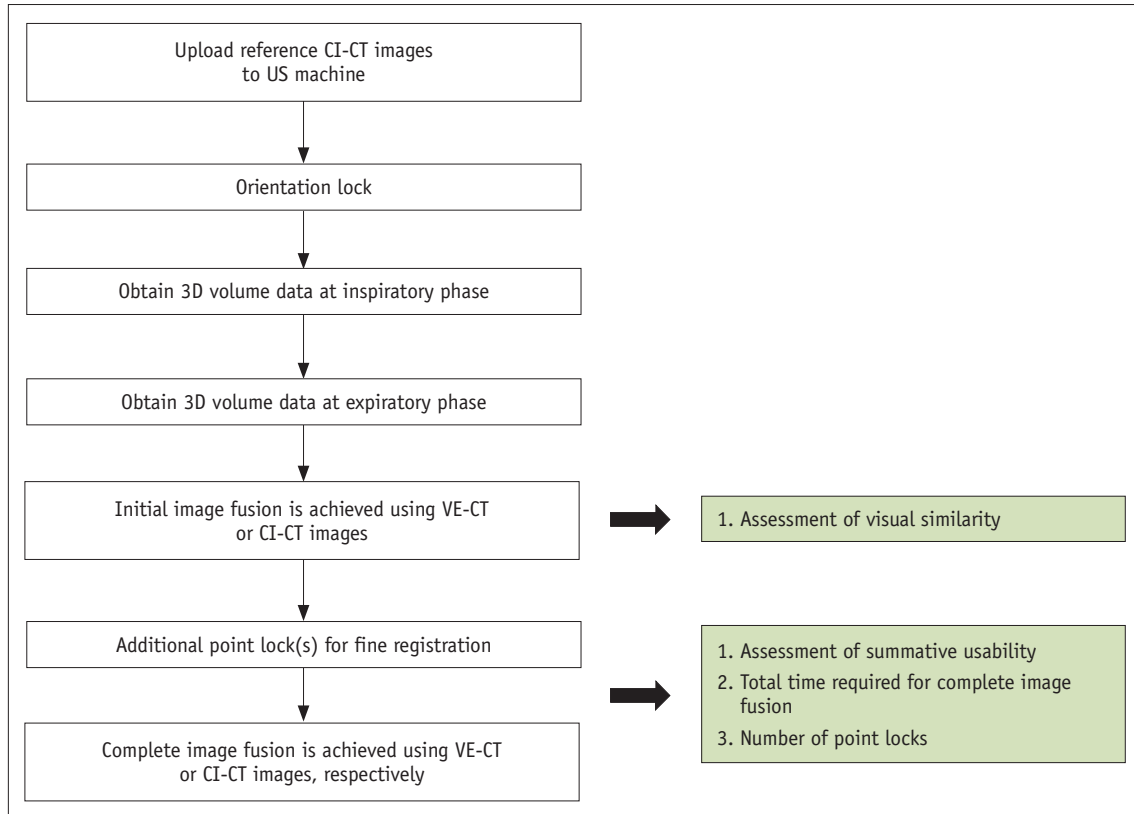 Upload reference CI-CT images
to US machine
Orientation lock
Obtain 3D volume data at inspiratory phase
Obtain 3D volume data at expiratory phase
Initial image fusion is achieved using VE-CT
or CI-CT images
1. Assessment of visual similarity
Additional point lock(s) for fine registration
1. Assessment of summative usability
2. Total time required for complete image
fusion
3. Number of point locks
Complete image fusion is achieved using VE-CT
or CI-CT images, respectively